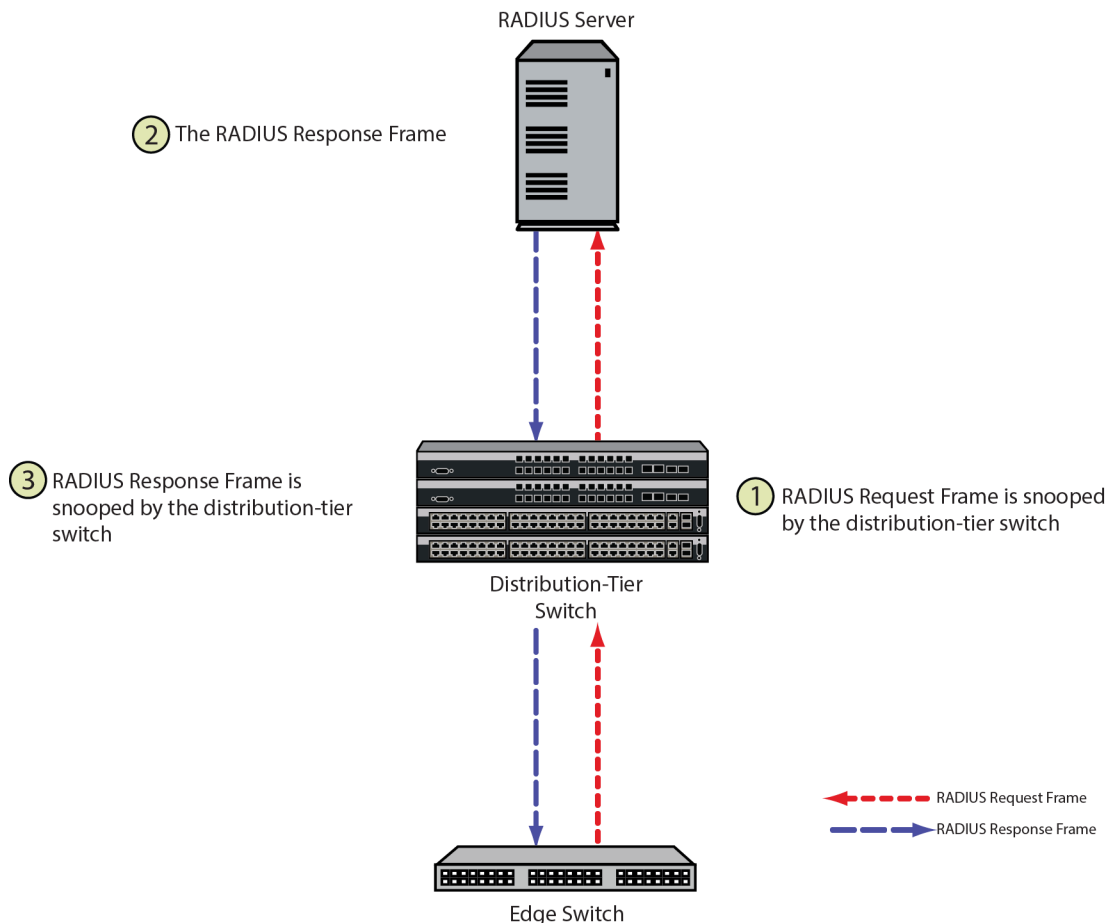 RADIUS Server
2 The RADIUS Response Frame
3 RADIUS Response Frame is
snooped by the distribution-tier
switch
1 RADIUS Request Frame is snooped
by the distribution-tier switch
Distribution-Tier
Switch
RADIUS Request Frame
RADIUS Response Frame
Edge Switch